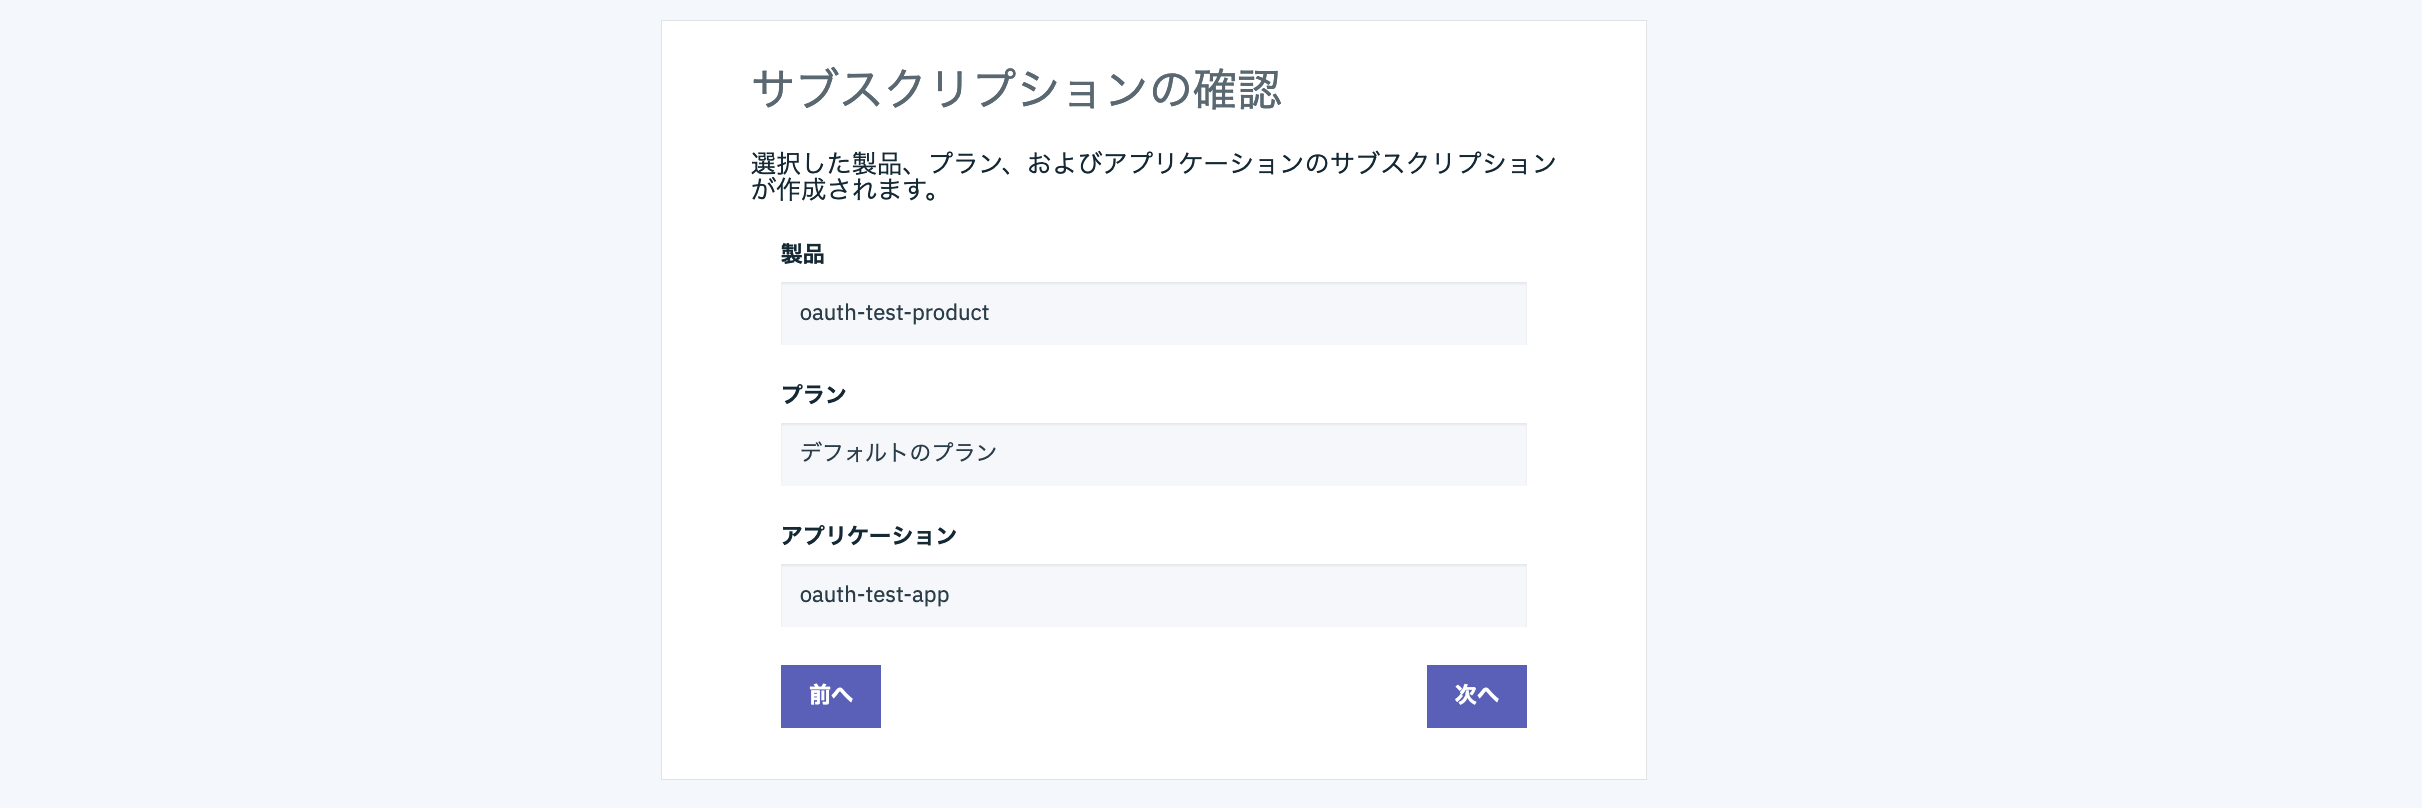 サブスクリプションの確認
選択した製品、プラン、およびアプリケーションのサブスクリプション
が作成されます。
製品
oauth-test-product
プラン
デフォルトのプラン
アプリケーション
oauth-test-app
前へ
次へ